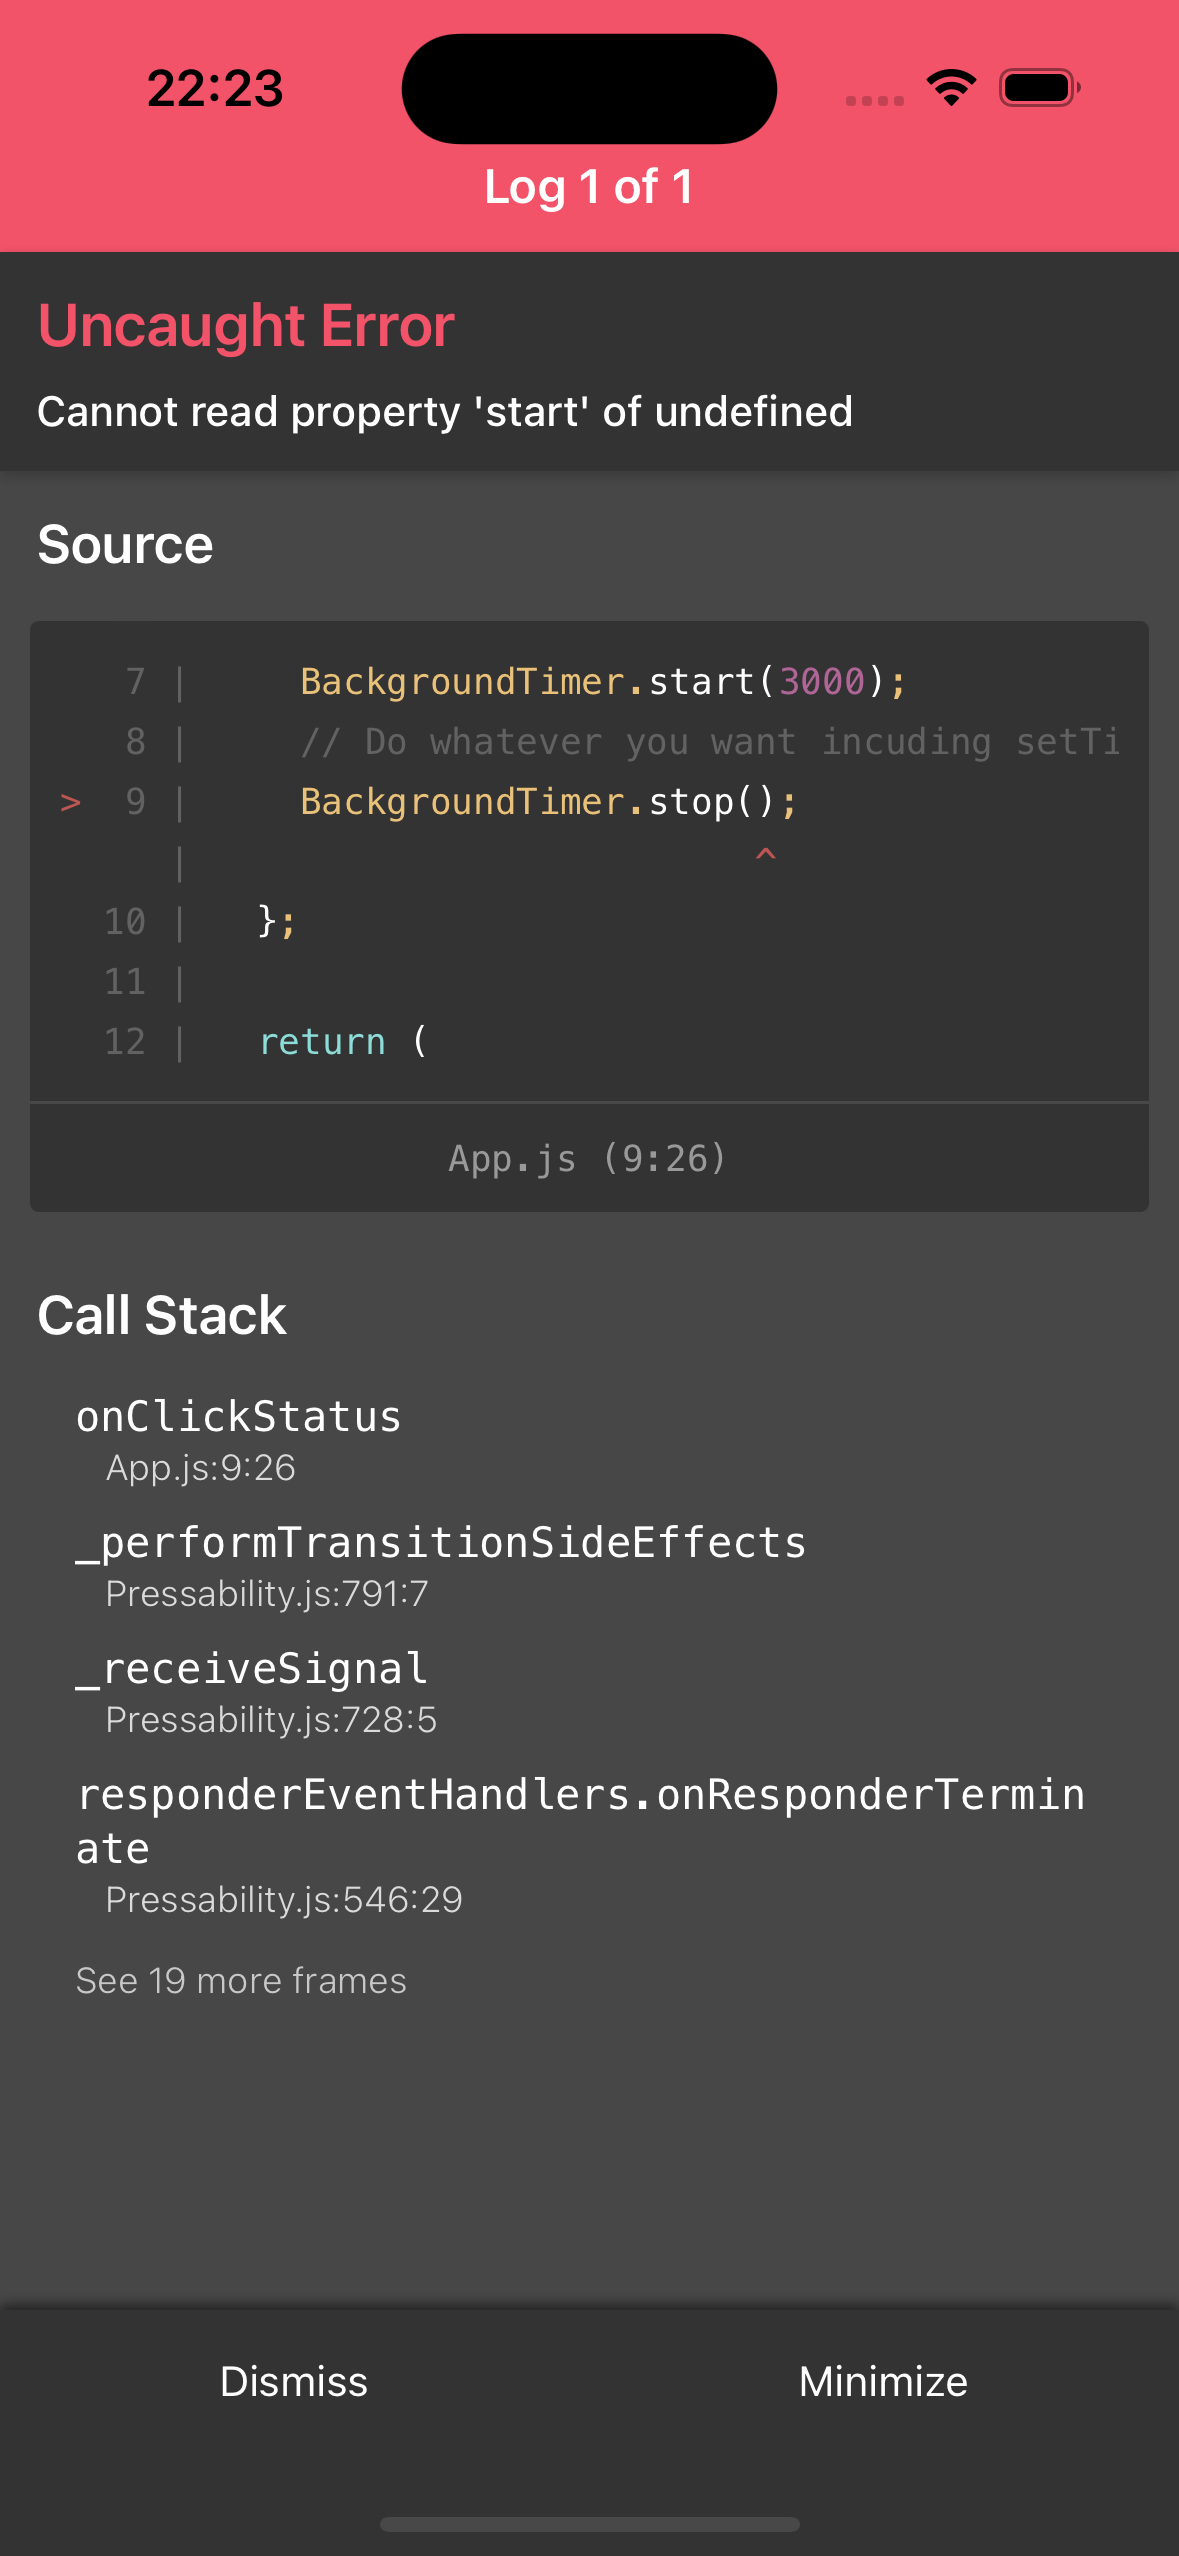 22:23
Log 1 of 1
Uncaught Error
Cannot read property 'start' of undefined
Source
7 | BackgroundTimer.start(3000);
8 | // Do whatever you want incuding setTi
> 9 | BackgroundTimer.stop();
| ^
10 | };
11 |
12 | return (
App.js (9:26)
Call Stack
onClickStatus
App.js:9:26
_performTransitionSideEffects
Pressability.js:791:7
_receiveSignal
Pressability.js:728:5
responderEventHandlers.onResponderTermin
ate
Pressability.js:546:29
See 19 more frames
Dismiss Minimize